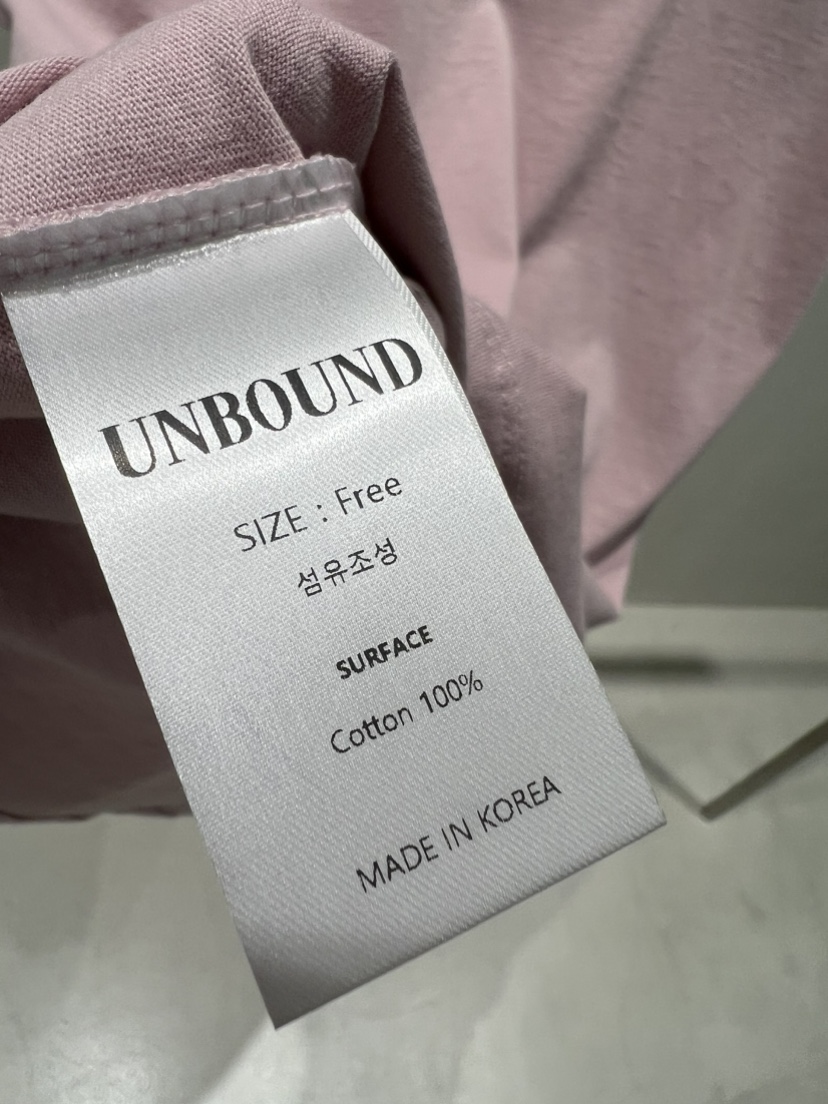 UNBOUND
SIZE : Free
섬유조성
SURFACE
Cotton 100%
MADE IN KOREA